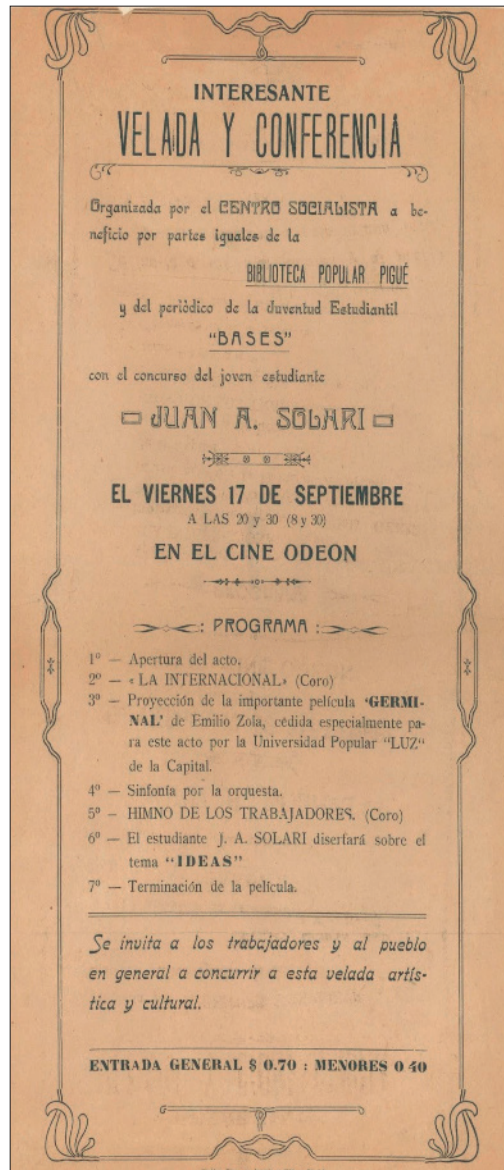 INTERESANTE
VELADA Y CONFERENCIA
Organizada por el CENTRO SOCIALISTA a be-
neficio por partes iguales de la
BIBLIOTECA POPULAR PIGUÉ
y del periòdico de la Juventud Estudiantil
"BASES"
con el concurso del joven estudiante
JUAN A. SOLARI
EL VIERNES 17 DE SEPTIEMBRE
A LAS 20 y 30 (8 y 30)
EN EL CINE ODEON
: PROGRAMA :
1º — Apertura del acto.
2º — «LA INTERNACIONAL» (Coro)
3º — Proyección de la importante película 'GERMI-
NAL' de Emilio Zola, cedida especialmente pa-
ra este acto por la Universidad Popular "LUZ"
de la Capital.
4º — Sinfonía por la orquesta.
5º — HIMNO DE LOS TRABAJADORES. (Coro)
6º — El estudiante J. A. SOLARI disertará sobre el
tema "IDEAS"
7º — Terminación de la película.
Se invita a los trabajadores y al pueblo
en general a concurrir a esta velada artís-
tica y cultural.
ENTRADA GENERAL $ 0.70 : MENORES 0 40